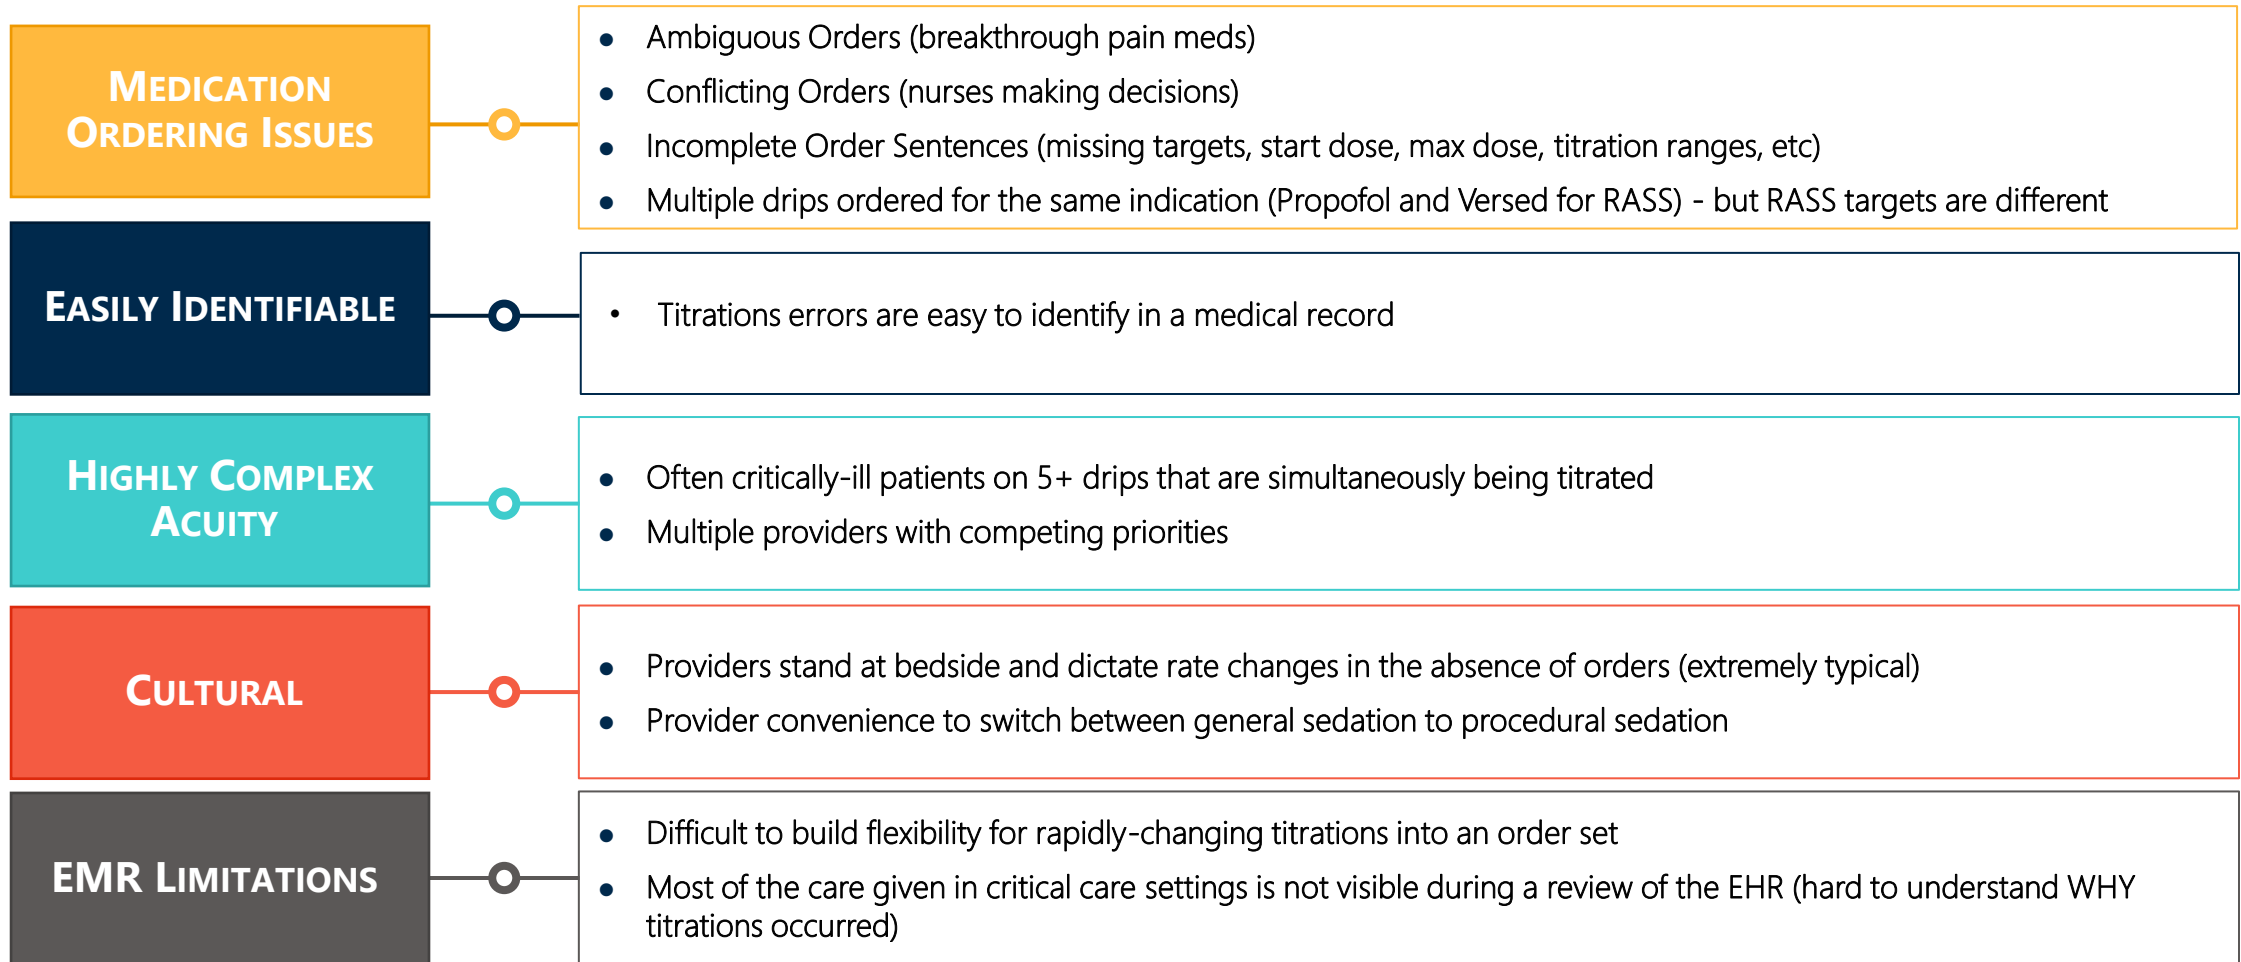 MEDICATION
ORDERING ISSUES
● Ambiguous Orders (breakthrough pain meds)
● Conflicting Orders (nurses making decisions)
● Incomplete Order Sentences (missing targets, start dose, max dose, titration ranges, etc)
● Multiple drips ordered for the same indication (Propofol and Versed for RASS) - but RASS targets are different
EASILY IDENTIFIABLE
• Titrations errors are easy to identify in a medical record
HIGHLY COMPLEX
ACUITY
● Often critically-ill patients on 5+ drips that are simultaneously being titrated
● Multiple providers with competing priorities
CULTURAL
● Providers stand at bedside and dictate rate changes in the absence of orders (extremely typical)
● Provider convenience to switch between general sedation to procedural sedation
EMR LIMITATIONS
● Difficult to build flexibility for rapidly-changing titrations into an order set
● Most of the care given in critical care settings is not visible during a review of the EHR (hard to understand WHY
titrations occurred)